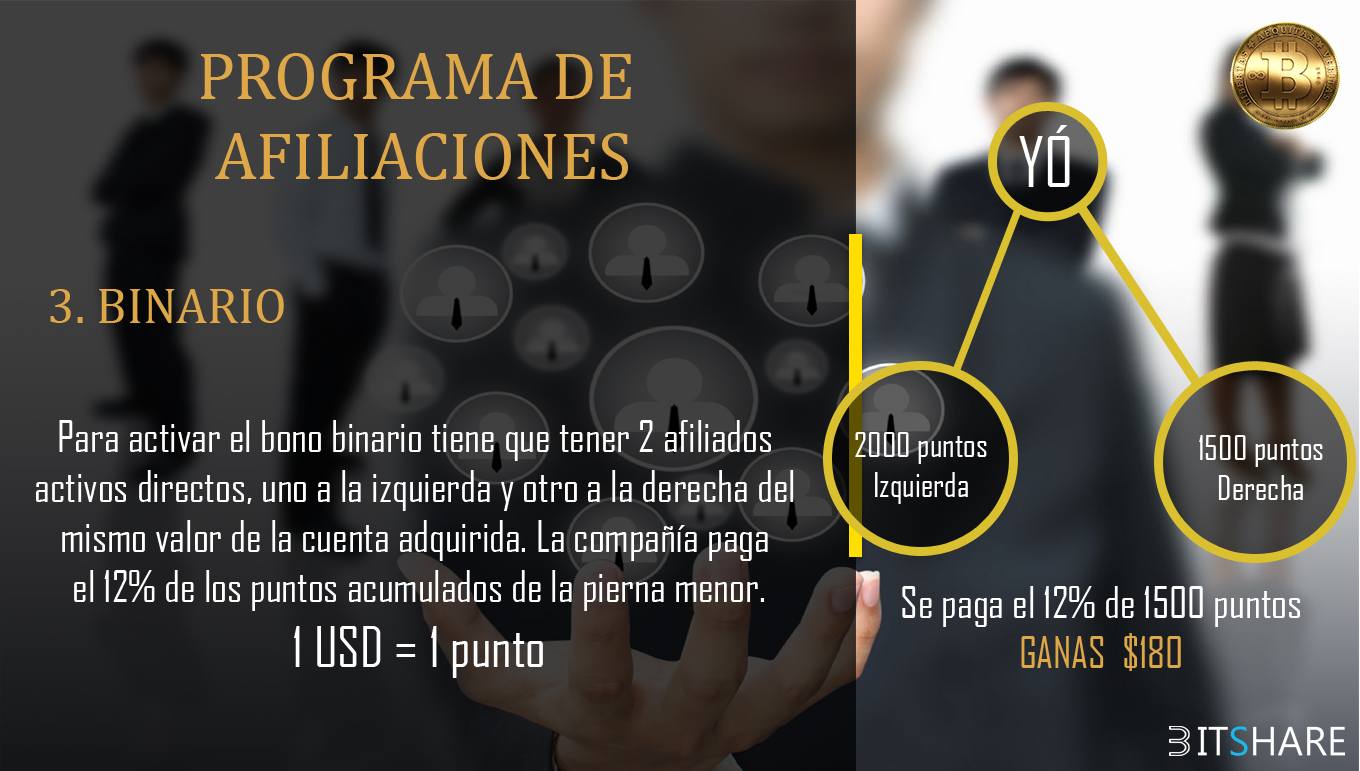 PROGRAMA DE
AFILIACIONES
3. BINARIO
Para activar el bono binario tiene que tener 2 afiliados
activos directos, uno a la izquierda y otro a la derecha del
mismo valor de la cuenta adquirida. La compañía paga
el 12% de los puntos acumulados de la pierna menor.
1 USD = 1 punto
YÓ
2000 puntos
Izquierda
1500 puntos
Derecha
Se paga el 12% de 1500 puntos
GANAS $180
BITSHARE
AEQUITAS
VERITAS
LIBERTAS